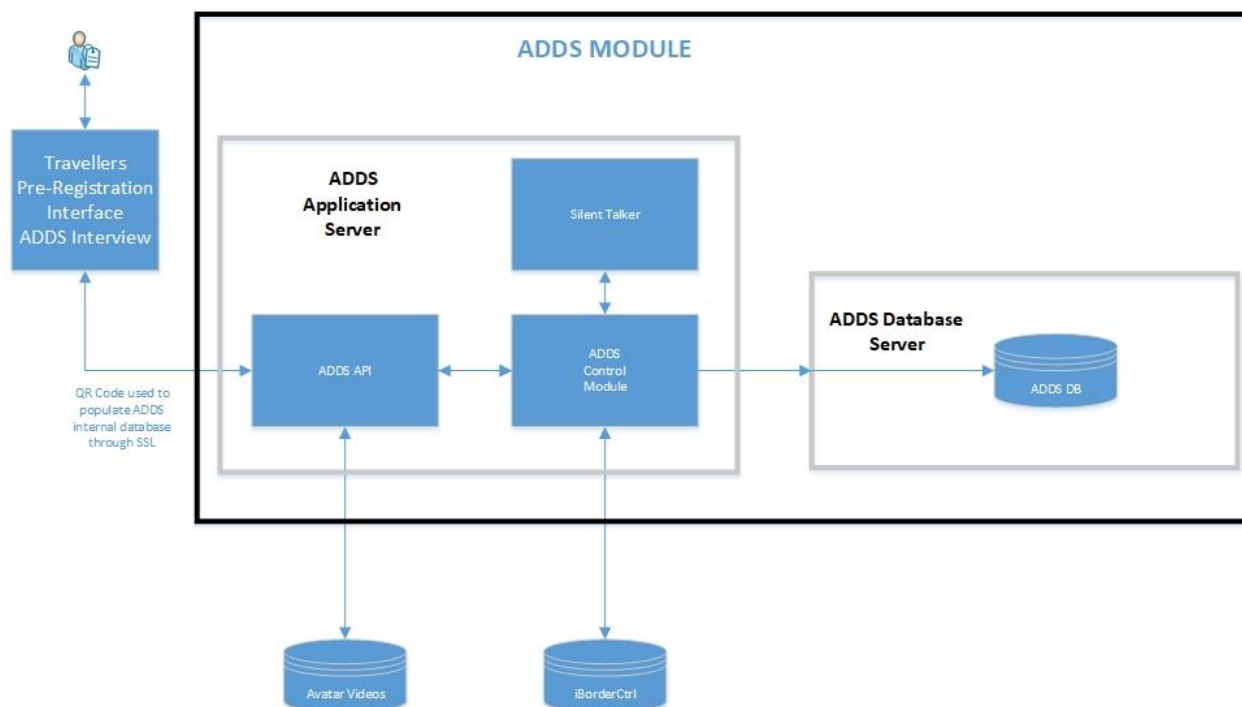 ADDS MODULE
Travellers
Pre-Registration
Interface
ADDS Interview
ADDS
Application
Server
Silent Talker
ADDS API
ADDS
Control
Module
ADDS Database
Server
ADDS DB
QR Code used to
populate ADDS
internal database
through SSL
Avatar Videos
iBorderCtrl